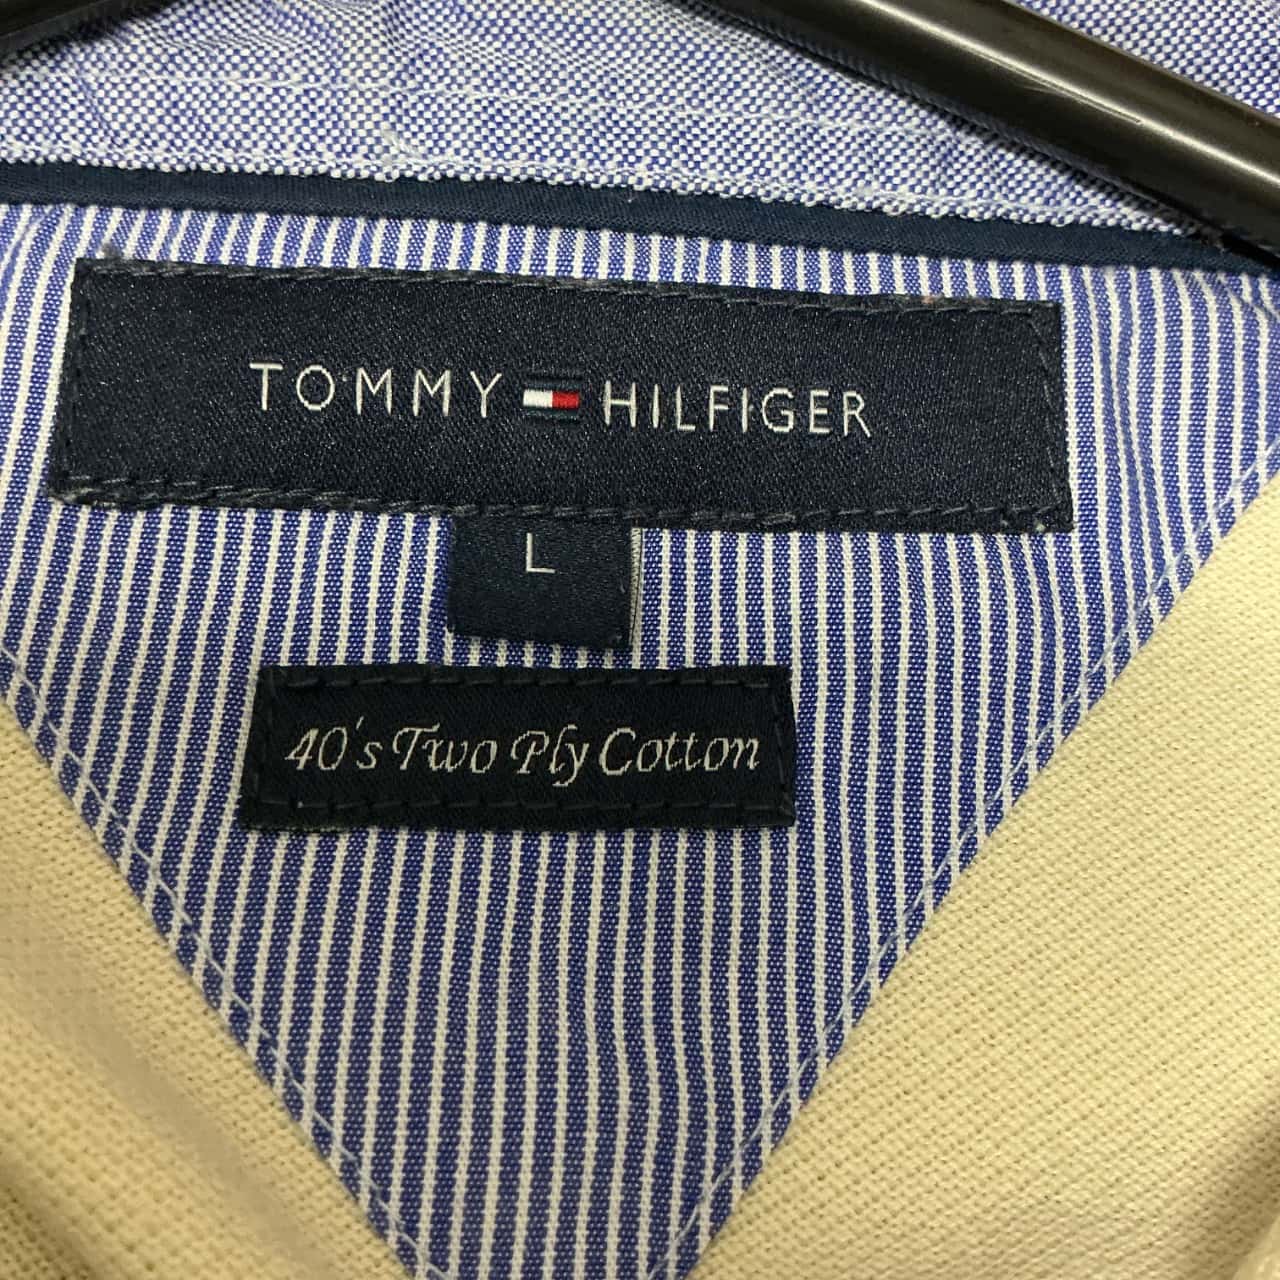 TOMMY HILFIGER
L
40's Two Ply Cotton